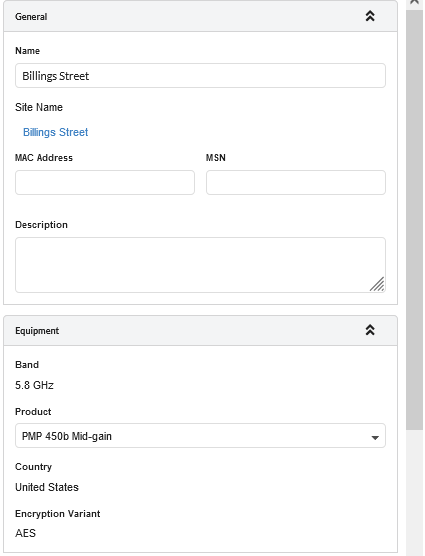 General
Name
Billings Street
Site Name
Billings Street
MAC Address MSN
Description
Equipment
Band
5.8 GHz
Product
PMP 450b Mid-gain
Country
United States
Encryption Variant
AES